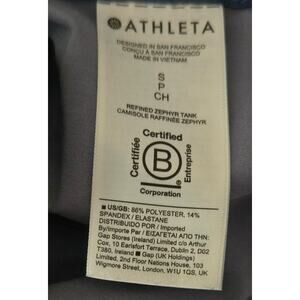 ATHLETA
DESIGNED IN SAN FRANCISCO
CONÇU À SAN FRANCISCO
MADE IN VIETNAM
S
P
CH
REFINED ZEPHYR TANK
CAMISOLE RAFFINÉE ZEPHYR
Certified
Certifiée
B
Entreprise
Corporation
■ US/GB: 86% POLYESTER, 14%
SPANDEX / ELASTANE
DISTRIBUIDO POR / Imported
By/Importe Par / ΕΙΣΑΓΕΤΑΙ ΑΠΟ ΤΗΝ:
Gap Stores (Ireland) Limited c/o Arthur
Cox, 10 Earlsfort Terrace, Dublin 2, D02
T380, Ireland ■ Gap (UK Holdings)
Limited, 2nd Floor Nations House, 103
Wigmore Street, London, W1U 1QS, UK